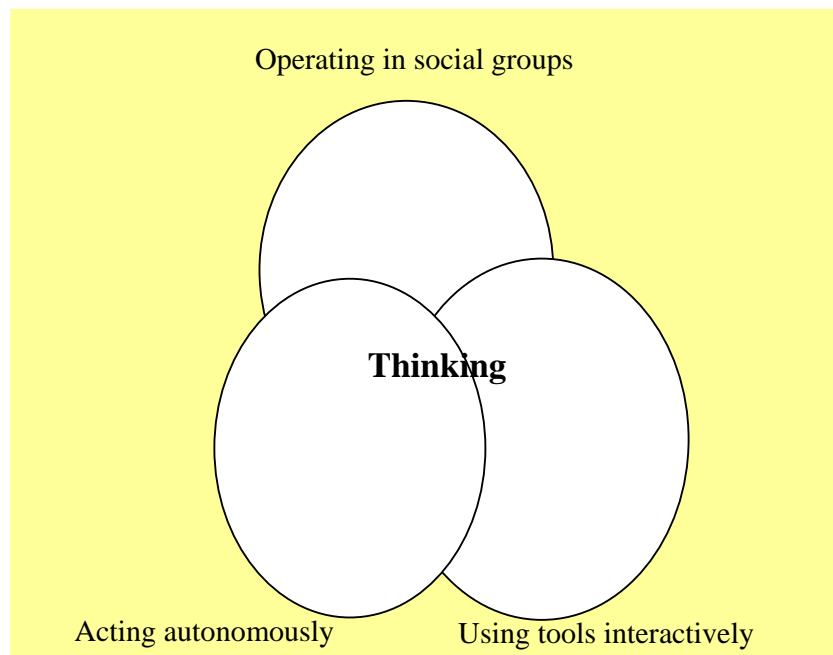 Operating in social groups
Thinking
Acting autonomously
Using tools interactively